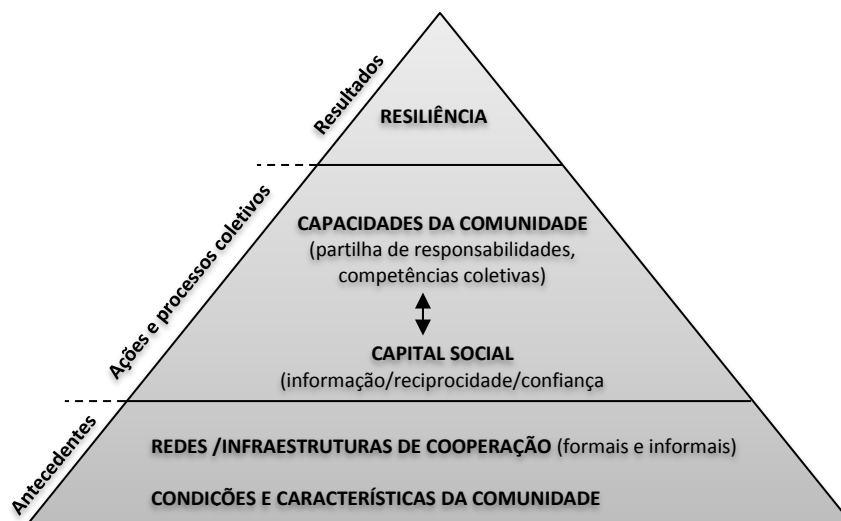 Resultados
RESILIÊNCIA
Ações e processos coletivos
CAPACIDADES DA COMUNIDADE
(partilha de responsabilidades,
competências coletivas)
CAPITAL SOCIAL
(informação/reciprocidade/confiança
Antecedentes
REDES /INFRAESTRUTURAS DE COOPERAÇÃO (formais e informais)
CONDICÕES E CARACTERÍSTICAS DA COMUNIDADE